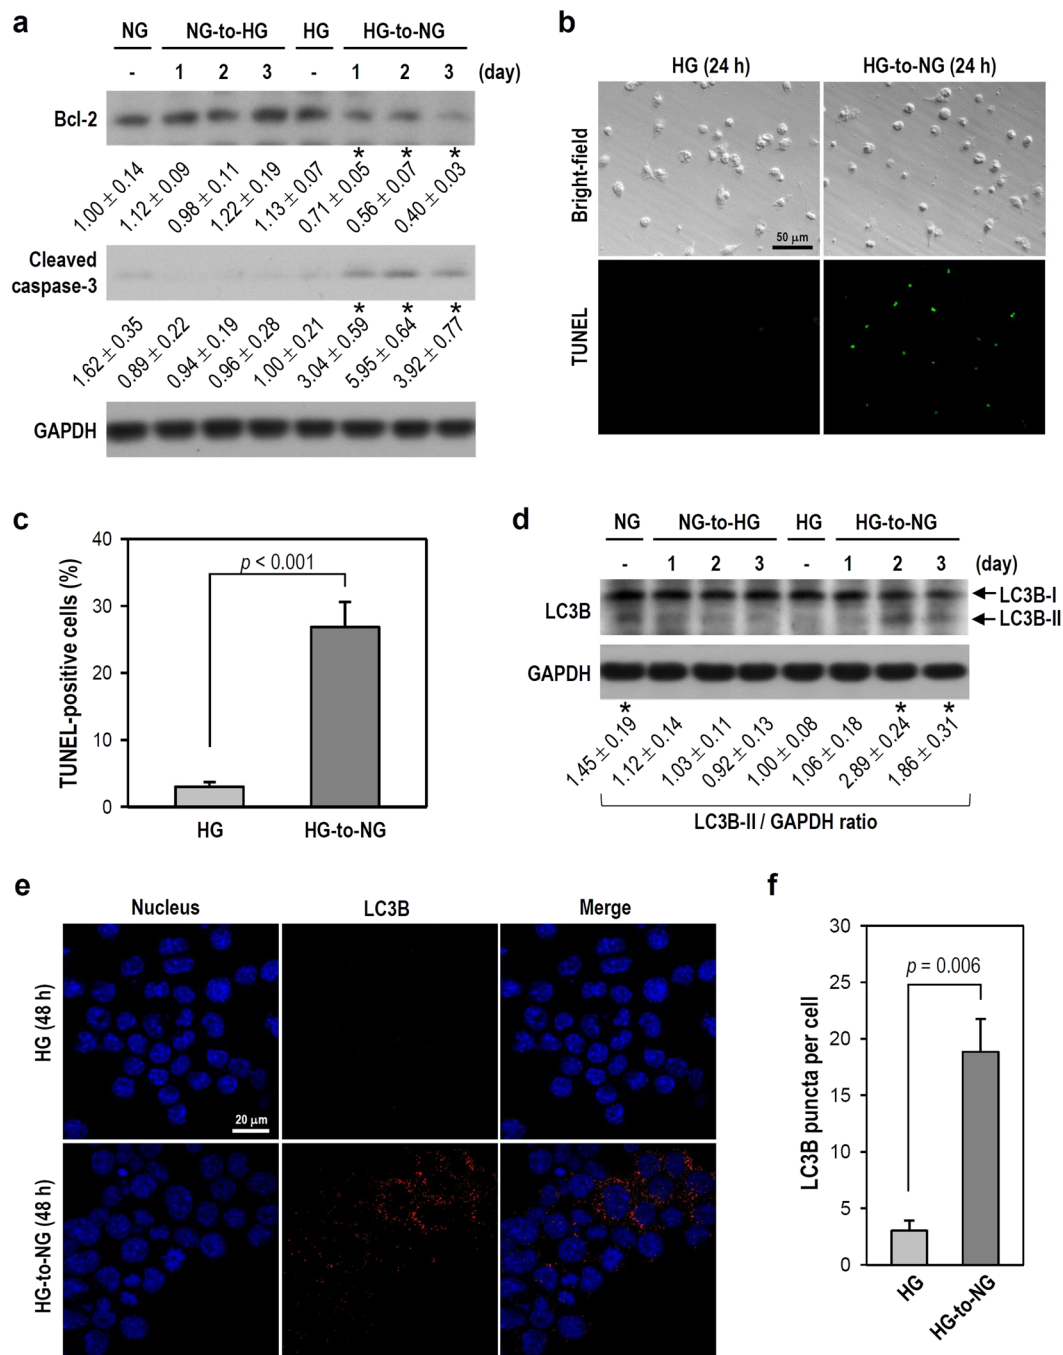 a
NG NG-to-HG HG HG-to-NG
- 1 2 3 - 1 2 3 (day)
Bcl-2
* * *
1.00 ± 0.14 1.12 ± 0.09 0.98 ± 0.11 1.22 ± 0.19 1.13 ± 0.07 0.71 ± 0.05 0.56 ± 0.07 0.40 ± 0.03
Cleaved
caspase-3
* * *
1.62 ± 0.35 0.89 ± 0.22 0.94 ± 0.19 0.96 ± 0.28 1.00 ± 0.21 3.04 ± 0.59 5.95 ± 0.64 3.92 ± 0.77
GAPDH
b
HG (24 h) HG-to-NG (24 h)
Bright-field
50 μm
TUNEL
c
TUNEL-positive cells (%)
40
30
20
10
0
p < 0.001
HG HG-to-NG
d
NG NG-to-HG HG HG-to-NG
- 1 2 3 - 1 2 3 (day)
LC3B
LC3B-I
LC3B-II
GAPDH
* * *
1.45 ± 0.19 1.12 ± 0.14 1.03 ± 0.11 0.92 ± 0.13 1.00 ± 0.08 1.06 ± 0.18 2.89 ± 0.24 1.86 ± 0.31
LC3B-II / GAPDH ratio
e
Nucleus LC3B Merge
HG (48 h)
20 μm
HG-to-NG (48 h)
f
LC3B puncta per cell
30
25
20
15
10
5
0
p = 0.006
HG HG-to-NG